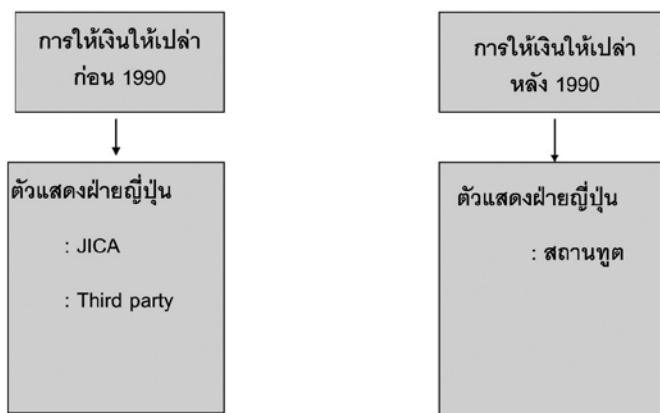 การให้เงินให้เปล่า
ก่อน 1990
ตัวแสดงฝ่ายญี่ปุ่น
: JICA
: Third party
การให้เงินให้เปล่า
หลัง 1990
ตัวแสดงฝ่ายญี่ปุ่น
: สถานทูต